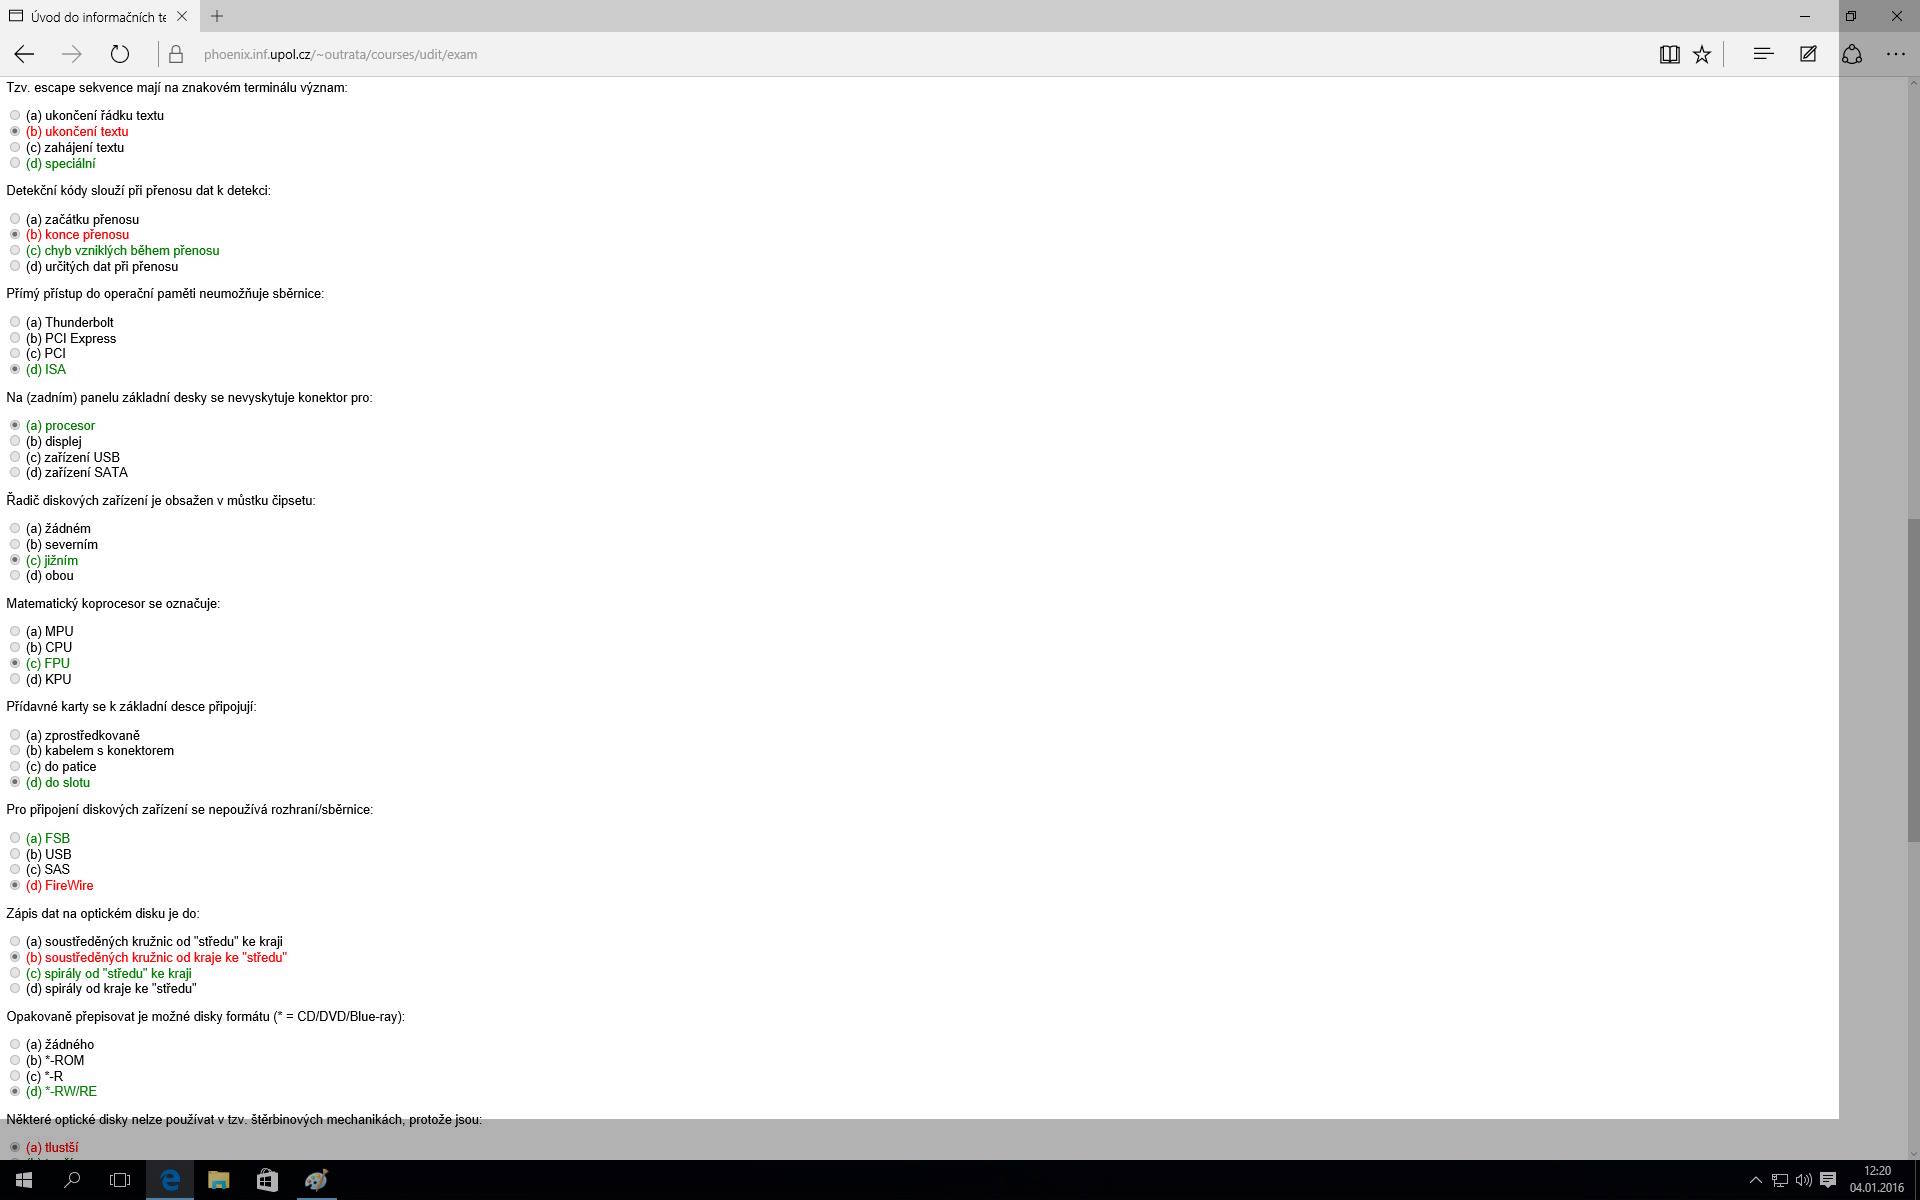 Úvod do informačních te
phoenix.inf.upol.cz/~outrata/courses/udit/exam
Tzv. escape sekvence mají na znakovém terminálu význam:
(a) ukončení řádku textu
(b) ukončení textu
(c) zahájení textu
(d) speciální
Detekční kódy slouží při přenosu dat k detekci:
(a) začátku přenosu
(b) konce přenosu
(c) chyb vzniklých během přenosu
(d) určitých dat při přenosu
Přímý přístup do operační paměti neumožňuje sběrnice:
(a) Thunderbolt
(b) PCI Express
(c) PCI
(d) ISA
Na (zadním) panelu základní desky se nevyskytuje konektor pro:
(a) procesor
(b) displej
(c) zařízení USB
(d) zařízení SATA
Řadič diskových zařízení je obsažen v můstku čipsetu:
(a) žádném
(b) severním
(c) jižním
(d) obou
Matematický koprocesor se označuje:
(a) MPU
(b) CPU
(c) FPU
(d) KPU
Přídavné karty se k základní desce připojují:
(a) zprostředkovaně
(b) kabelem s konektorem
(c) do patice
(d) do slotu
Pro připojení diskových zařízení se nepoužívá rozhraní/sběrnice:
(a) FSB
(b) USB
(c) SAS
(d) FireWire
Zápis dat na optickém disku je do:
(a) soustředěných kružnic od "středu" ke kraji
(b) soustředěných kružnic od kraje ke "středu"
(c) spirály od "středu" ke kraji
(d) spirály od kraje ke "středu"
Opakovaně přepisovat je možné disky formátu (* = CD/DVD/Blue-ray):
(a) žádného
(b) *-ROM
(c) *-R
(d) *-RW/RE
Některé optické disky nelze používat v tzv. štěrbinových mechanikách, protože jsou:
(a) tlustší
12:20
04.01.2016